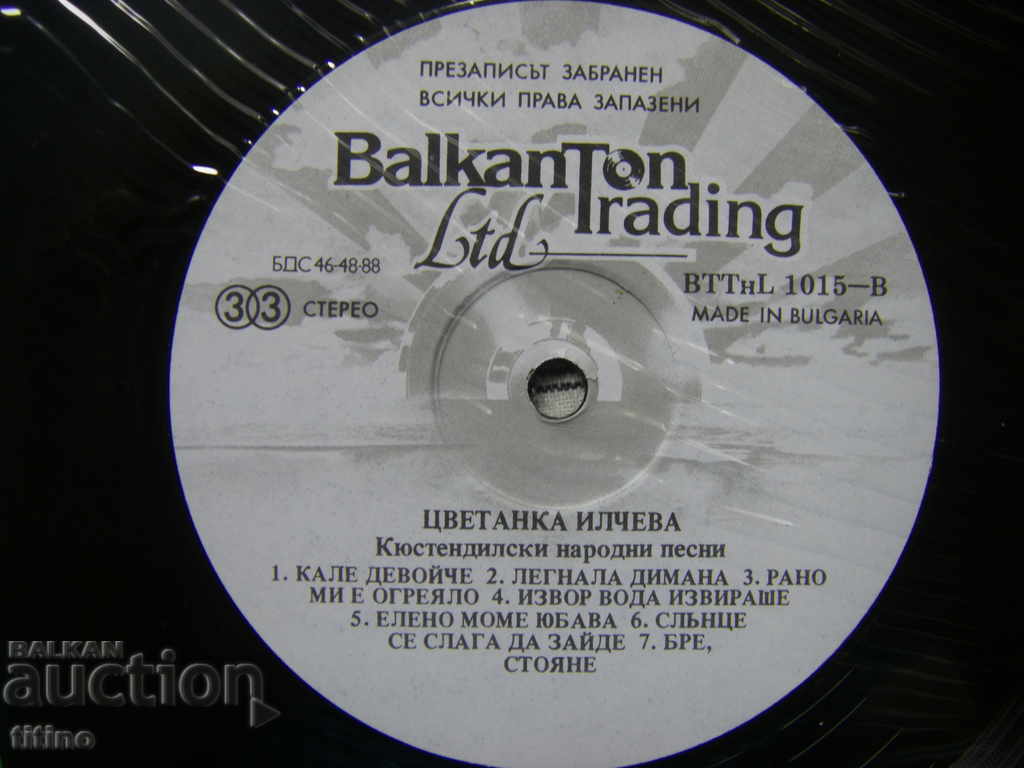 ПРЕЗАПИСЪТ ЗАБРАНЕН
ВСИЧКИ ПРАВА ЗАПАЗЕНИ
BalkanTon
Ltd Trading
БДС 46-48-88
33 СТЕРЕО
BTTнL 1015–B
MADE IN BULGARIA
ЦВЕТАНКА ИЛЧЕВА
Кюстендилски народни песни
1. КАЛЕ ДЕВОЙЧЕ 2. ЛЕГНАЛА ДИМАНА 3. РАНО
МИ Е ОГРЕЯЛО 4. ИЗВОР ВОДА ИЗВИРАШЕ
5. ЕЛЕНО МОМЕ ЮБАВА 6. СЛЬНЦЕ
СЕ СЛАГА ДА ЗАЙДЕ 7. БРЕ,
СТОЯНЕ
BALKAN
auction
titino